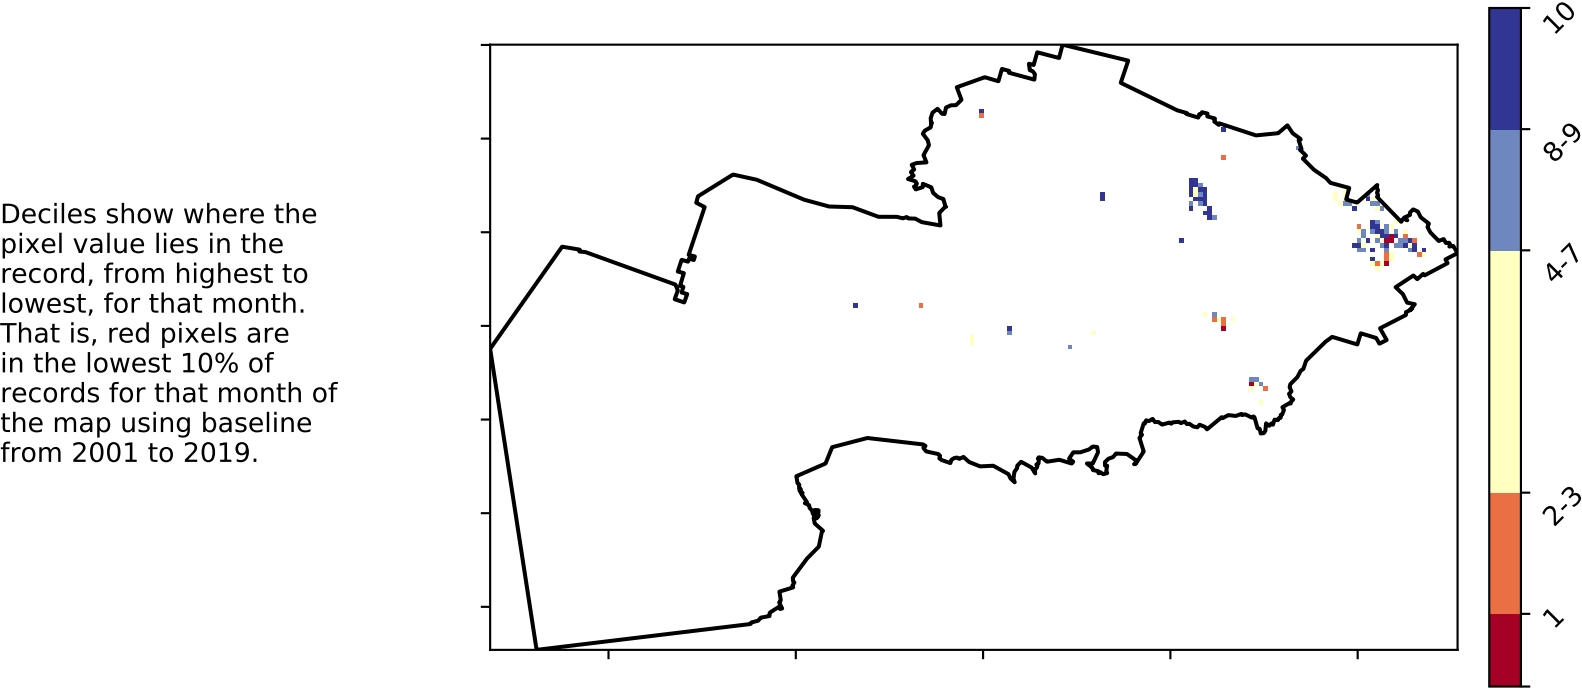 Deciles show where the
pixel value lies in the
record, from highest to
lowest, for that month.
That is, red pixels are
in the lowest 10% of
records for that month of
the map using baseline
from 2001 to 2019.
10
8-9
4-7
2-3
1